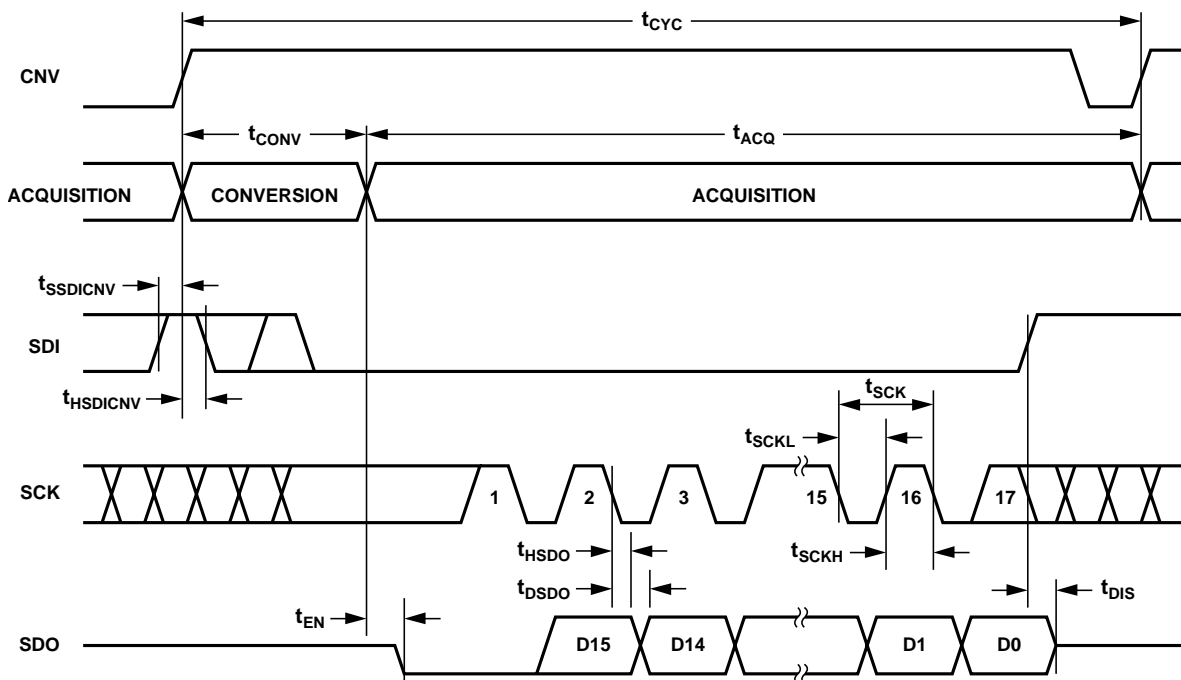 tCYC
CNV
tCONV
tACQ
ACQUISITION
CONVERSION
ACQUISITION
tSSDICNV
SDI
tHSDICNV
tSCK
tSCKL
SCK
1
2
3
15
16
17
tHSDO
tSCKH
tDSDO
tDIS
tEN
SDO
D15
D14
D1
D0